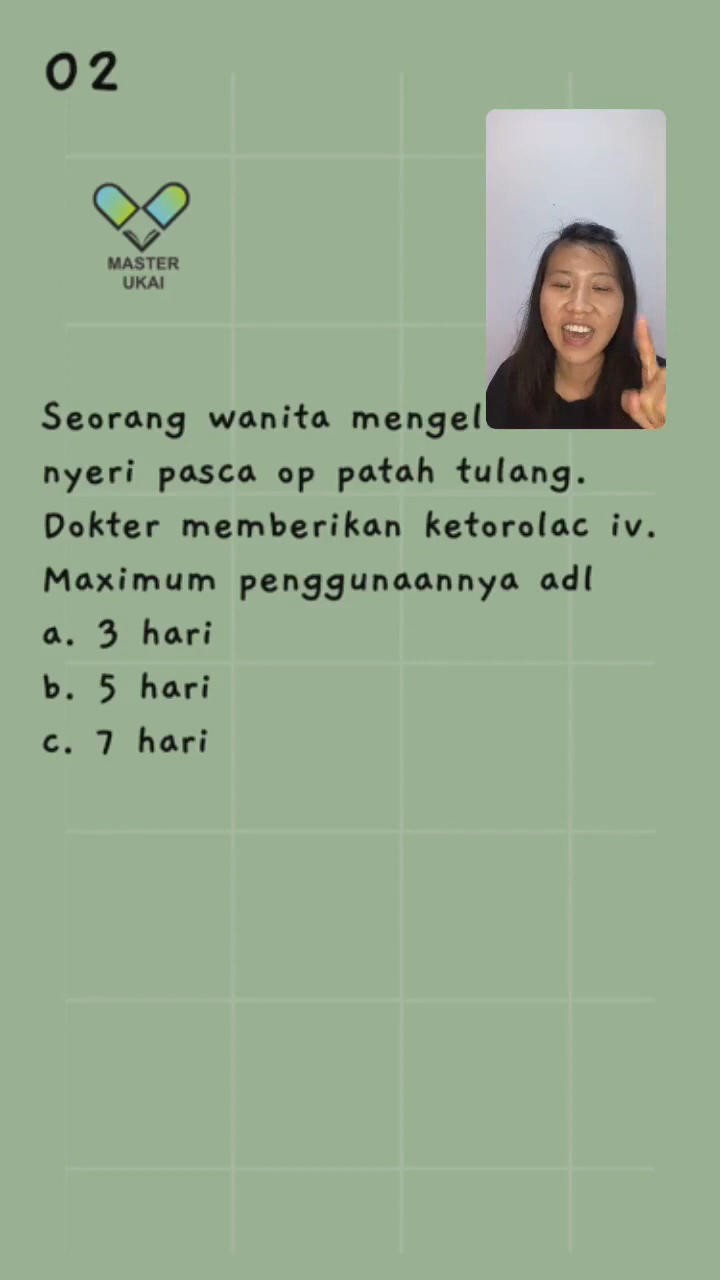 02
MASTER
UKAI
Seorang wanita mengel
nyeri pasca op patah tulang.
Dokter memberikan ketorolac iv.
Maximum penggunaannya adl
a. 3 hari
b. 5 hari
c. 7 hari